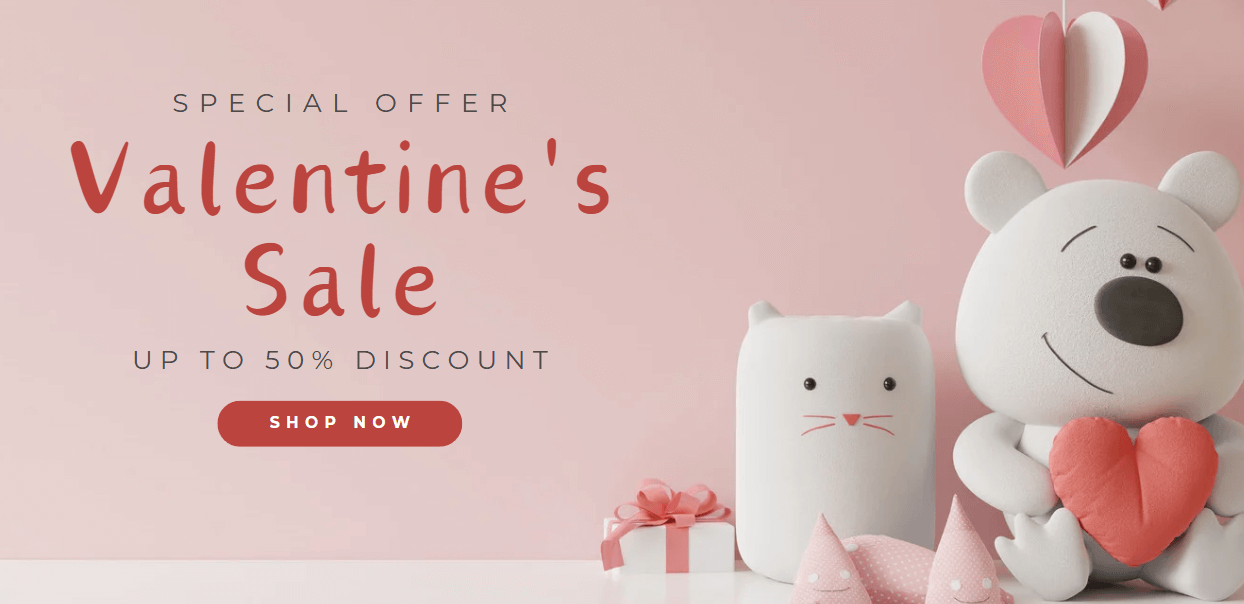 SPECIAL OFFER
Valentine's
Sale
UP TO 50% DISCOUNT
SHOP NOW